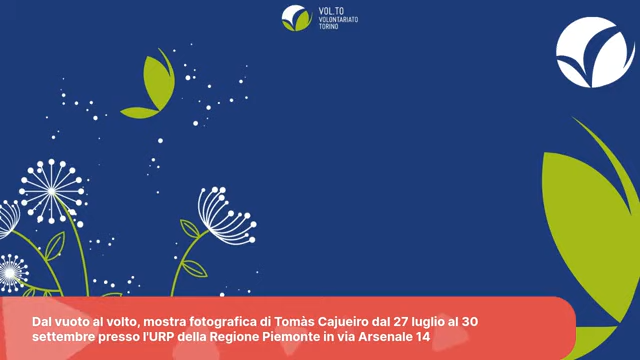 VOL.TO
VOLONTARIATO
TORINO
Dal vuoto al volto, mostra fotografica di Tomàs Cajueiro dal 27 luglio al 30
settembre presso l'URP della Regione Piemonte in via Arsenale 14